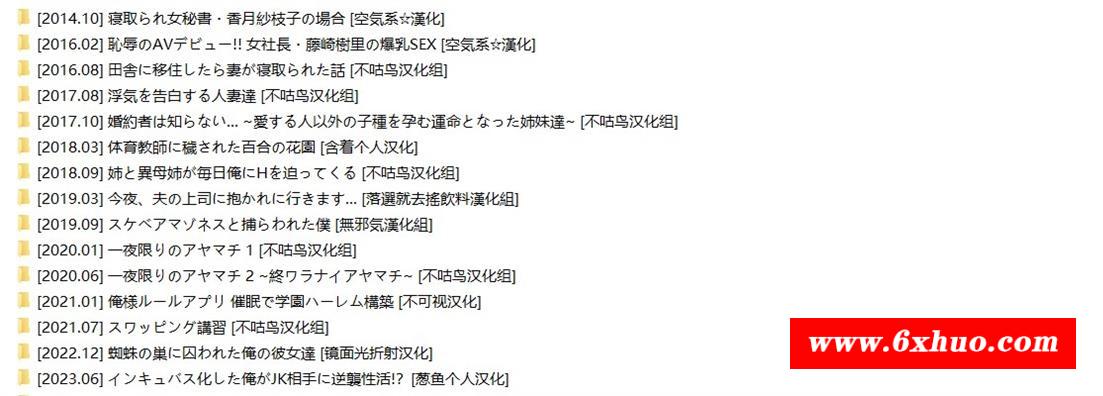 [2014.10] 寝取られ女秘書・香月紗枝子の場合 [空気系☆漢化]
[2016.02] 恥辱のAVデビュー!! 女社長・藤崎樹里の爆乳SEX [空気系☆漢化]
[2016.08] 田舎に移住したら妻が寝取られた話 [不咕鸟汉化组]
[2017.08] 浮気を告白する人妻達 [不咕鸟汉化组]
[2017.10] 婚約者は知らない... ~愛する人以外の子種を孕む運命となった姉妹達~ [不咕鸟汉化组]
[2018.03] 体育教師に穢された百合の花園 [含着个人汉化]
[2018.09] 姉と異母姉が毎日俺にHを迫ってくる [不咕鸟汉化组]
[2019.03] 今夜、夫の上司に抱かれに行きます... [落選就去搖飲料漢化組]
[2019.09] スケベアマゾネスと捕らわれた僕 [無邪気漢化組]
[2020.01] 一夜限りのアヤマチ 1 [不咕鸟汉化组]
[2020.06] 一夜限りのアヤマチ 2 ~終ワラナイアヤマチ~ [不咕鸟汉化组]
[2021.01] 俺様ルールアプリ 催眠で学園ハーレム構築 [不可视汉化]
[2021.07] スワッピング講習 [不咕鸟汉化组]
[2022.12] 蜘蛛の巣に囚われた俺の彼女達 [镜面光折射汉化]
[2023.06] インキュバス化した俺がJK相手に逆襲性活!? [葱鱼个人汉化]
www.6xhuo.com